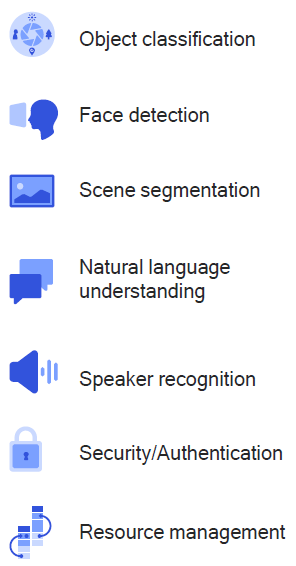 Object classification
Face detection
Scene segmentation
Natural language
understanding
Speaker recognition
Security/Authentication
Resource management